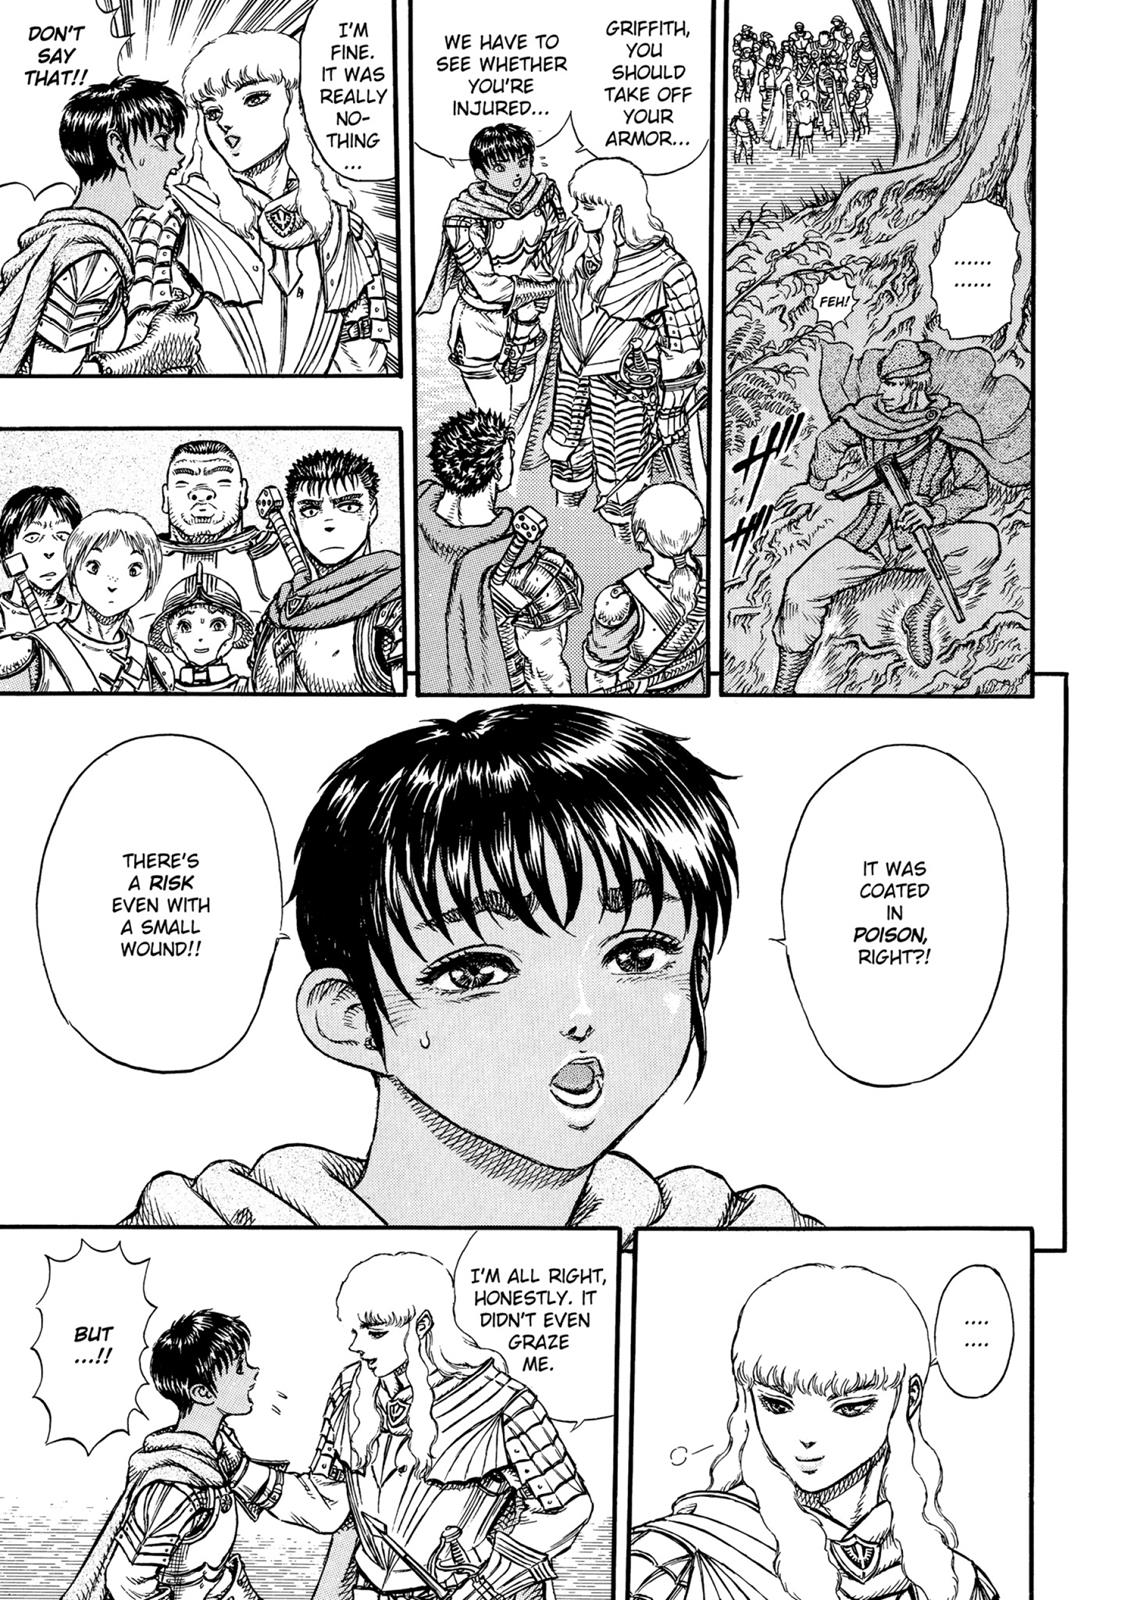 ......
......
FEH!
ザ!!!
ザ!!!
GRIFFITH,
YOU
SHOULD
TAKE OFF
YOUR
ARMOR...
WE HAVE TO
SEE WHETHER
YOU'RE
INJURED...
I'M
FINE.
IT WAS
REALLY
NO-
THING
...
DON'T
SAY
THAT!!
IT WAS
COATED
IN
POISON,
RIGHT?!
THERE'S
A RISK
EVEN WITH
A SMALL
WOUND!!
....
....
I'M ALL RIGHT,
HONESTLY. IT
DIDN'T EVEN
GRAZE
ME.
BUT
...!!